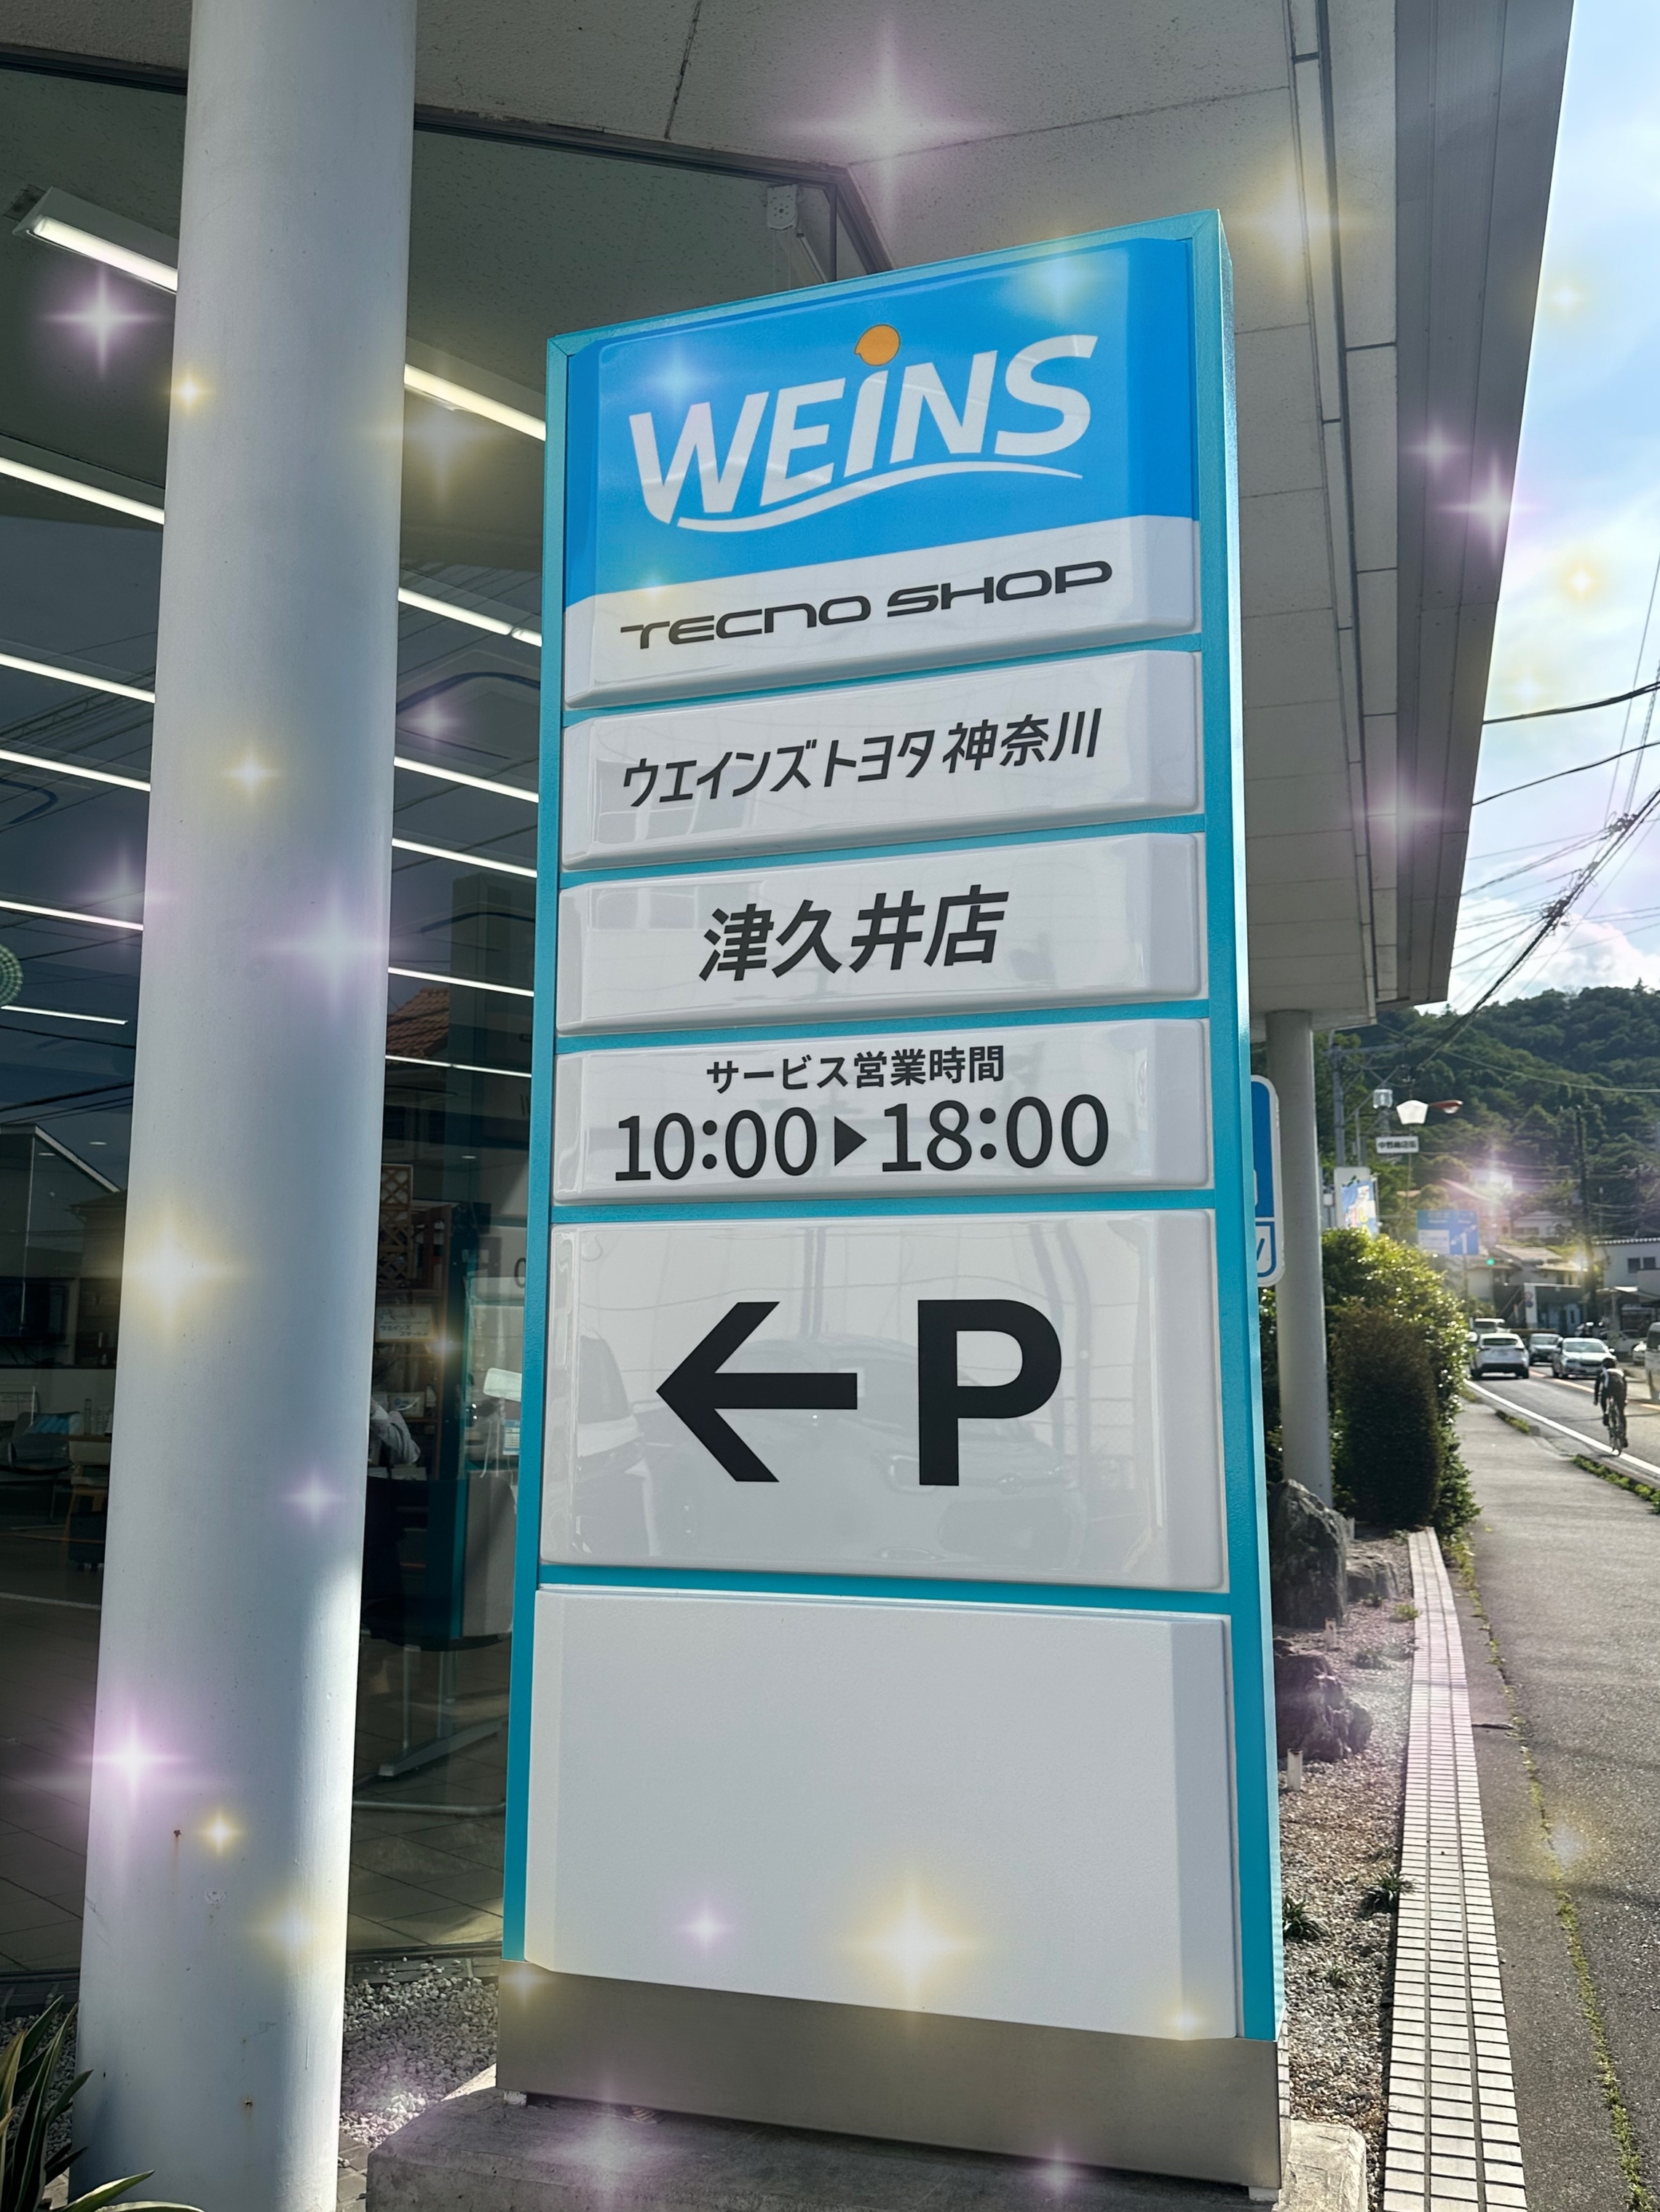 WEiNS
TECNO SHOP
ウエインズトヨタ神奈川
津久井店
サービス営業時間
10:00▶18:00
← P